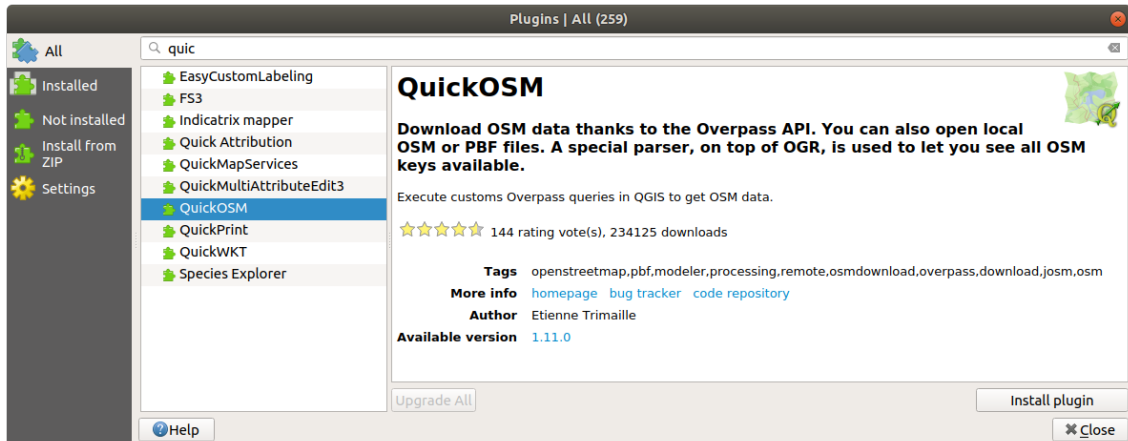 Plugins | All (259)
All
quic
Installed
Not installed
Install from
ZIP
Settings
EasyCustomLabeling
FS3
Indicatrix mapper
Quick Attribution
QuickMapServices
QuickMultiAttributeEdit3
QuickOSM
QuickPrint
QuickWKT
Species Explorer
QuickOSM
Download OSM data thanks to the Overpass API. You can also open local
OSM or PBF files. A special parser, on top of OGR, is used to let you see all OSM
keys available.
Execute customs Overpass queries in QGIS to get OSM data.
144 rating vote(s), 234125 downloads
Tags openstreetmap,pbf,modeler,processing,remote,osmdownload,overpass,download,josm,osm
More info homepage bug tracker code repository
Author Etienne Trimaille
Available version 1.11.0
Upgrade All
Install plugin
Help
Close